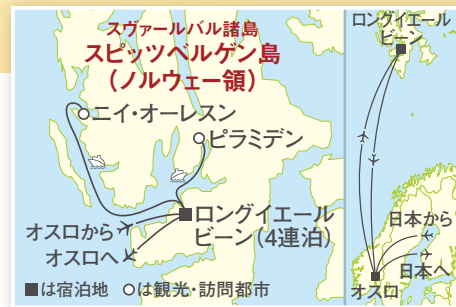 スヴァールバル諸島
スピッツベルゲン島
(ノルウェー領)
ニイ・オーレスン
ピラミデン
ロングイエール
ビーン(4連泊)
オスロから
オスロへ
■は宿泊地 ○は観光・訪問都市
ロングイエール
ビーン
日本から
日本へ
オスロ